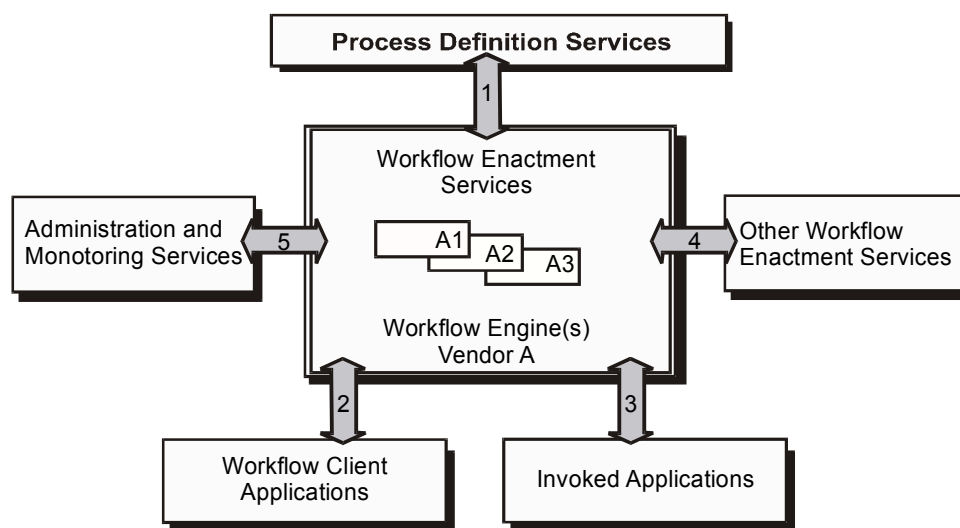 Process Definition Services
1
Workflow Enactment
Services
Administration and
Monotoring Services
5
A1
A2
A3
4
Other Workflow
Enactment Services
Workflow Engine(s)
Vendor A
2
3
Workflow Client
Applications
Invoked Applications